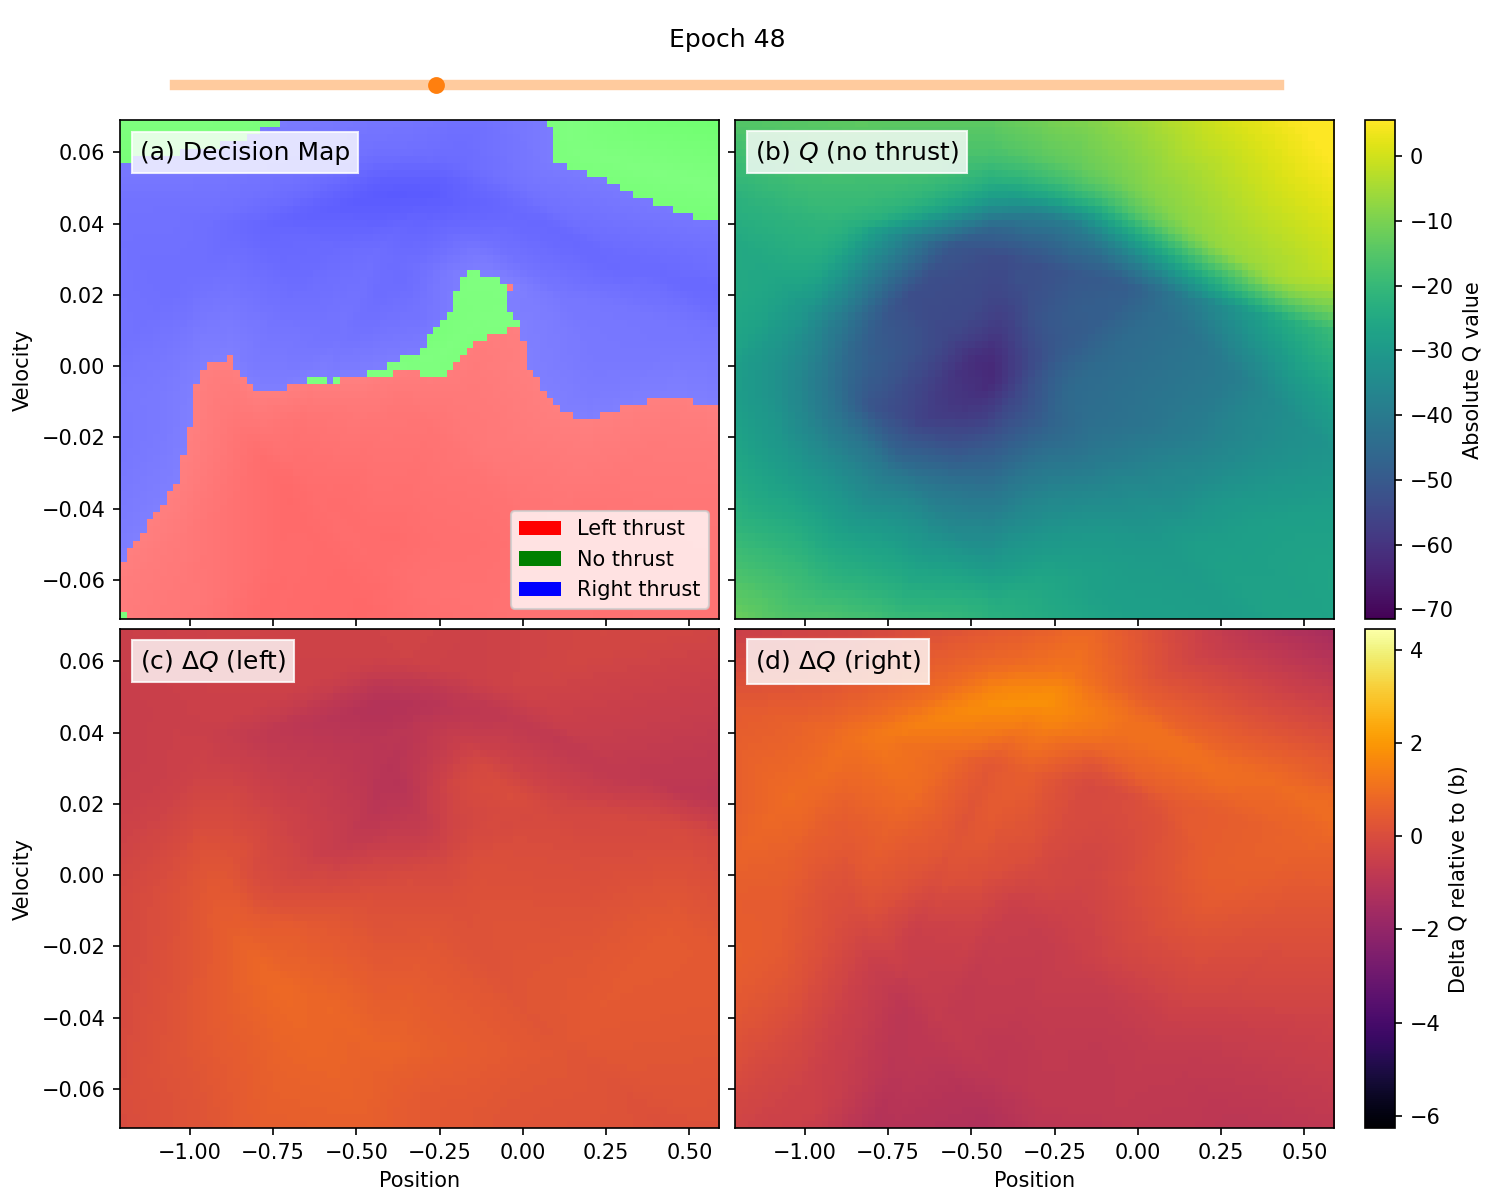 Epoch 48
(a) Decision Map
(b) Q (no thrust)
0.06
0.04
0.02
0.00
−0.02
−0.04
−0.06
Velocity
Left thrust
No thrust
Right thrust
0
−10
−20
−30
−40
−50
−60
−70
Absolute Q value
(c) ΔQ (left)
(d) ΔQ (right)
0.06
0.04
0.02
0.00
−0.02
−0.04
−0.06
Velocity
4
2
0
−2
−4
−6
Delta Q relative to (b)
−1.00 −0.75 −0.50 −0.25 0.00 0.25 0.50
Position
−1.00 −0.75 −0.50 −0.25 0.00 0.25 0.50
Position